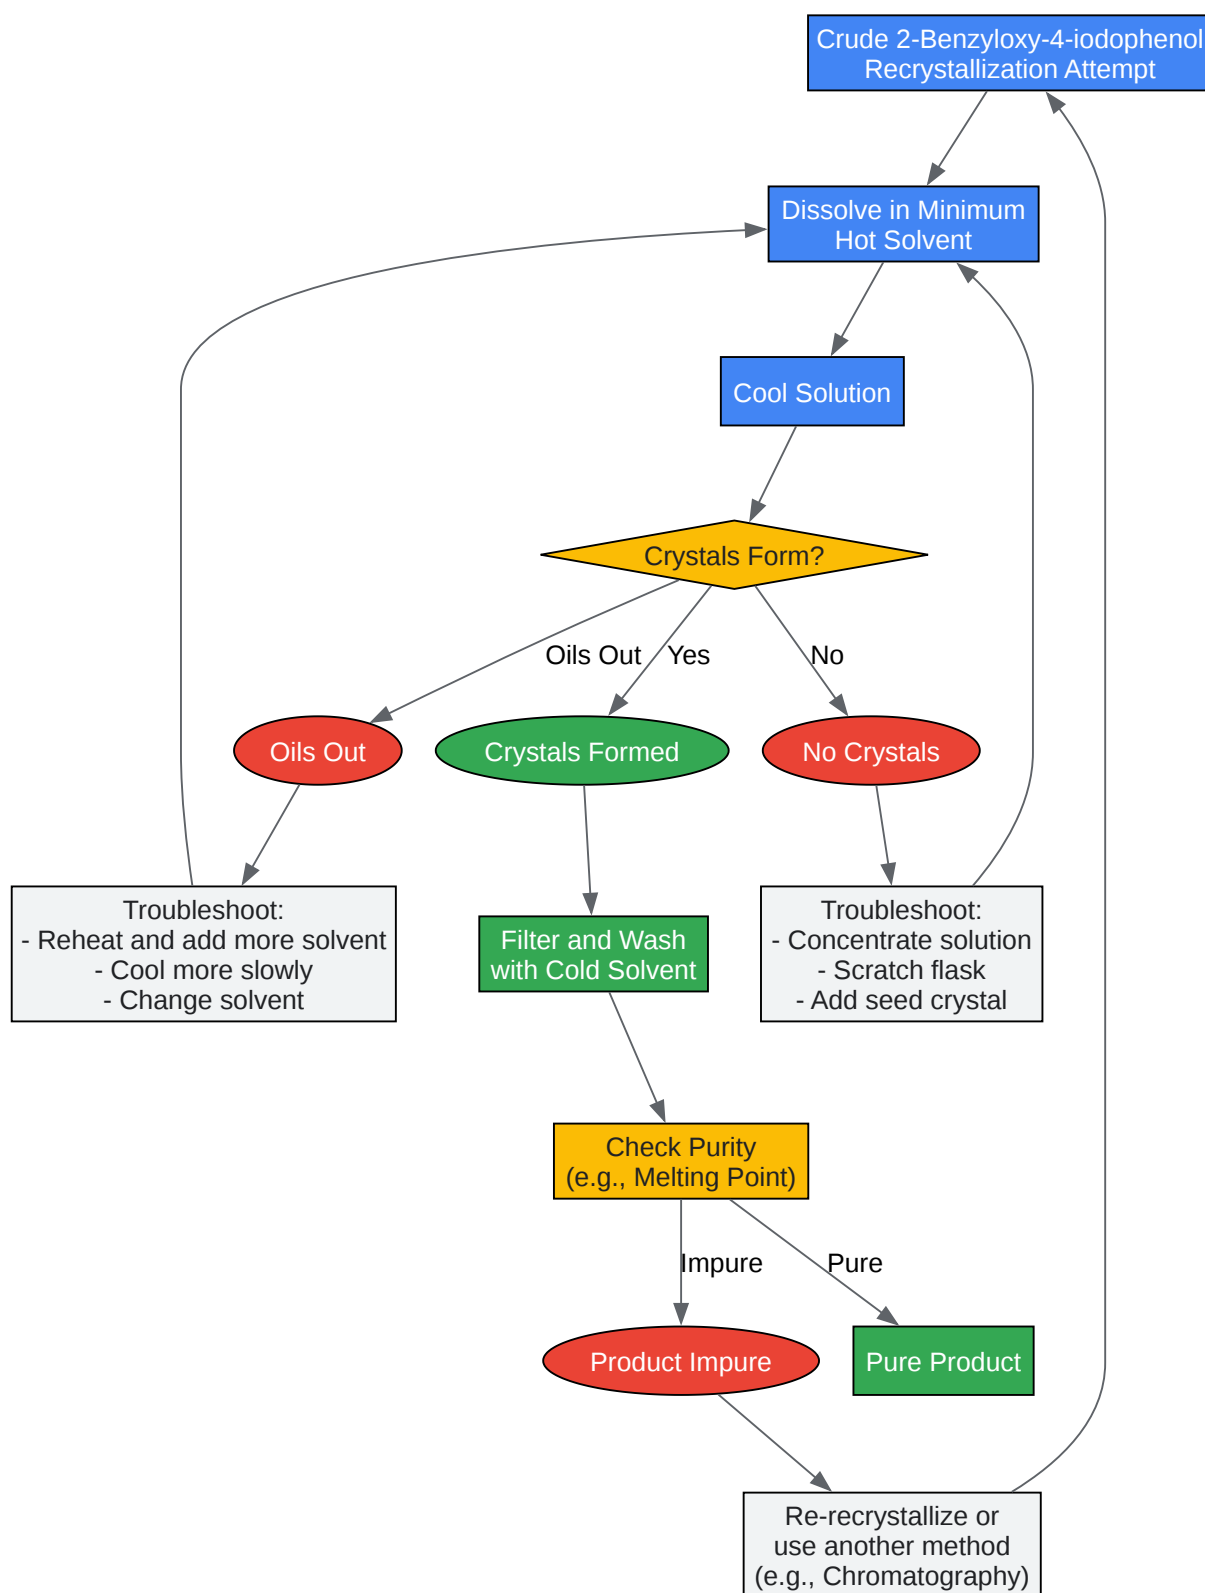 Crude 2-Benzyloxy-4-iodophenol
Recrystallization Attempt
Dissolve in Minimum
Hot Solvent
Cool Solution
Crystals Form?
Oils Out
Yes
No
Oils Out
Crystals Formed
No Crystals
Troubleshoot:
- Reheat and add more solvent
- Cool more slowly
- Change solvent
Filter and Wash
with Cold Solvent
Troubleshoot:
- Concentrate solution
- Scratch flask
- Add seed crystal
Check Purity
(e.g., Melting Point)
Impure
Pure
Product Impure
Pure Product
Re-recrystallize or
use another method
(e.g., Chromatography)